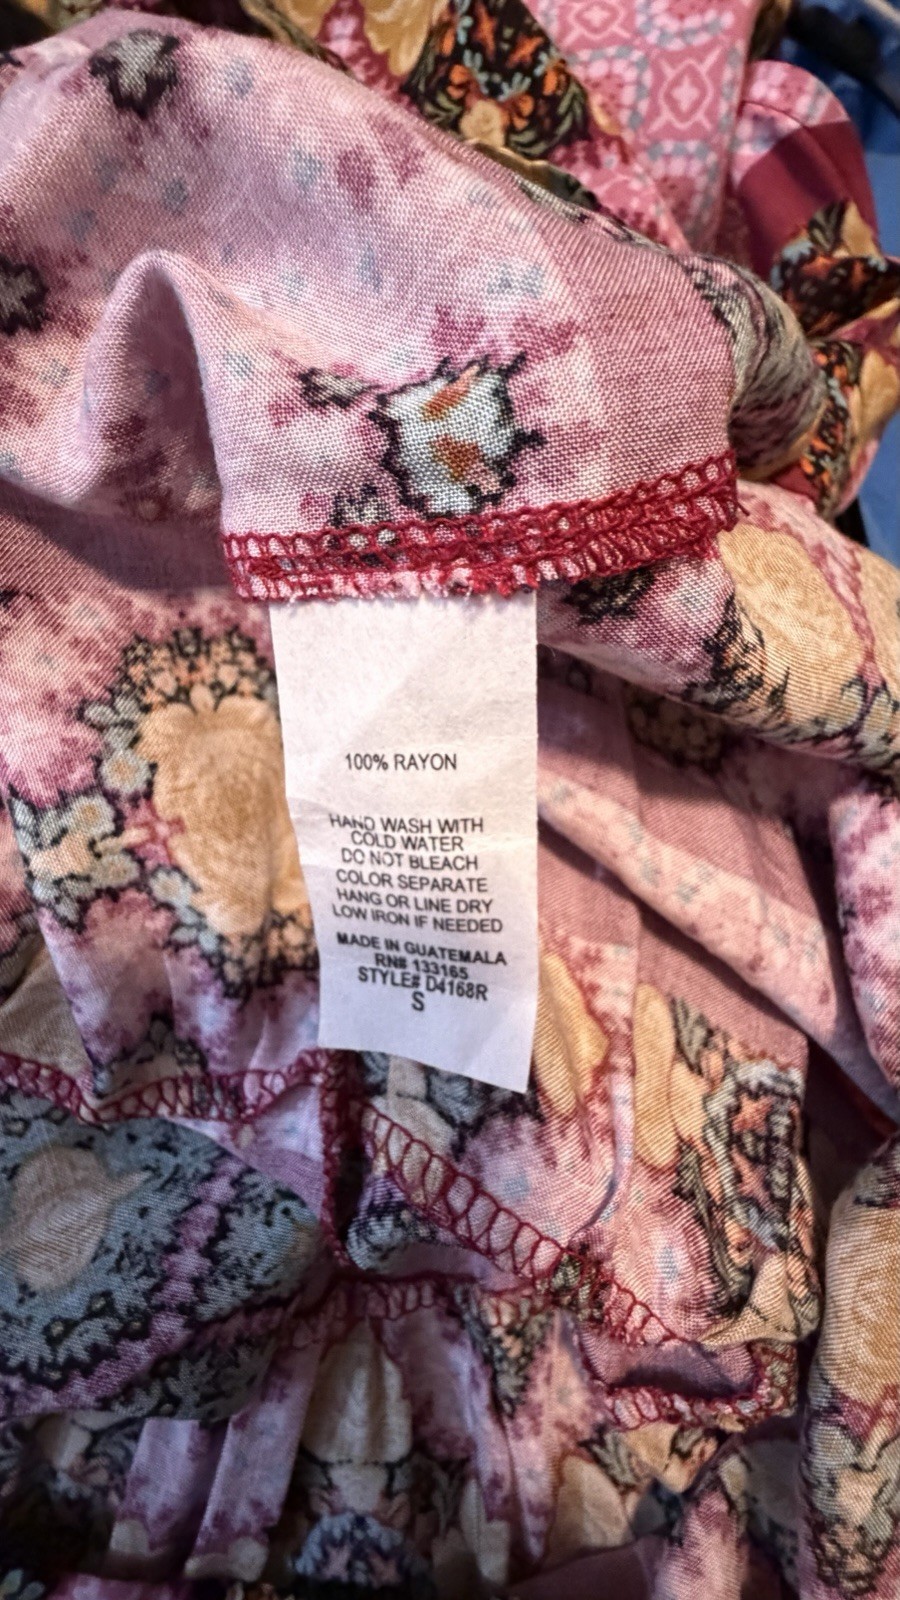 100% RAYON
HAND WASH WITH
COLD WATER
DO NOT BLEACH
COLOR SEPARATE
HANG OR LINE DRY
LOW IRON IF NEEDED
MADE IN GUATEMALA
RN# 133165
STYLE# D4168R
S